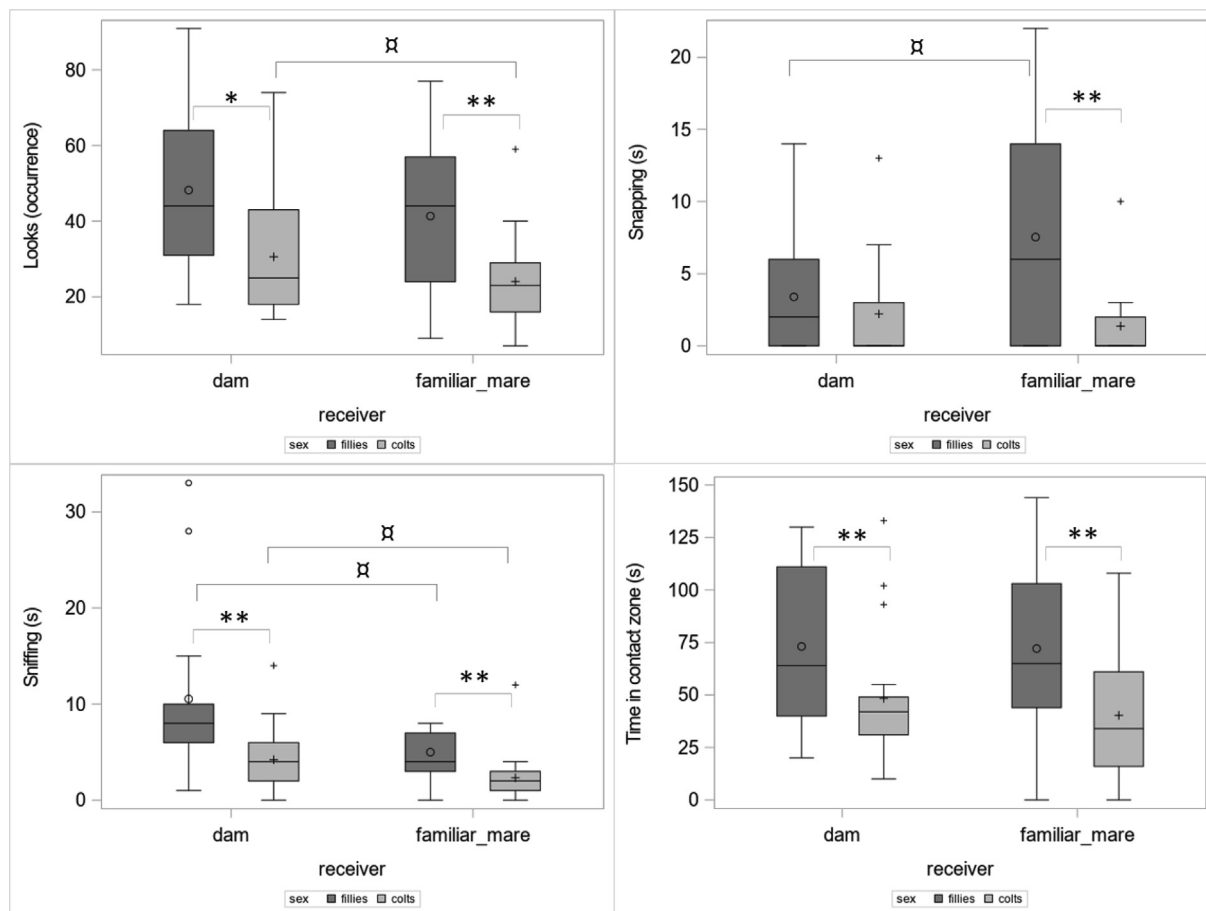 Looks (occurrence)
80
60
40
20
¤
*
**
dam
familiar_mare
receiver
sex fillies colts
Snapping (s)
20
15
10
5
0
¤
**
dam
familiar_mare
receiver
sex fillies colts
Sniffing (s)
30
20
10
0
¤
¤
**
**
dam
familiar_mare
receiver
sex fillies colts
Time in contact zone (s)
150
125
100
75
50
25
0
**
**
dam
familiar_mare
receiver
sex fillies colts